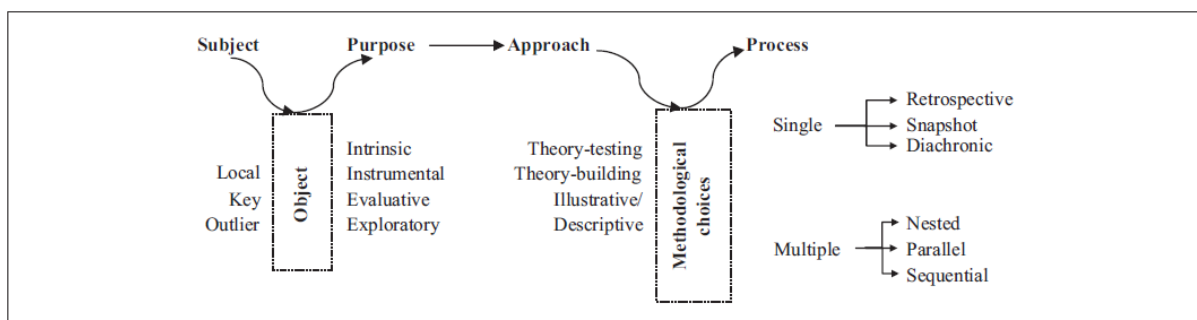 Subject
Purpose
Approach
Process
Local
Key
Outlier
Object
Intrinsic
Instrumental
Evaluative
Exploratory
Theory-testing
Theory-building
Illustrative/
Descriptive
Methodological
choices
Single
Retrospective
Snapshot
Diachronic
Multiple
Nested
Parallel
Sequential